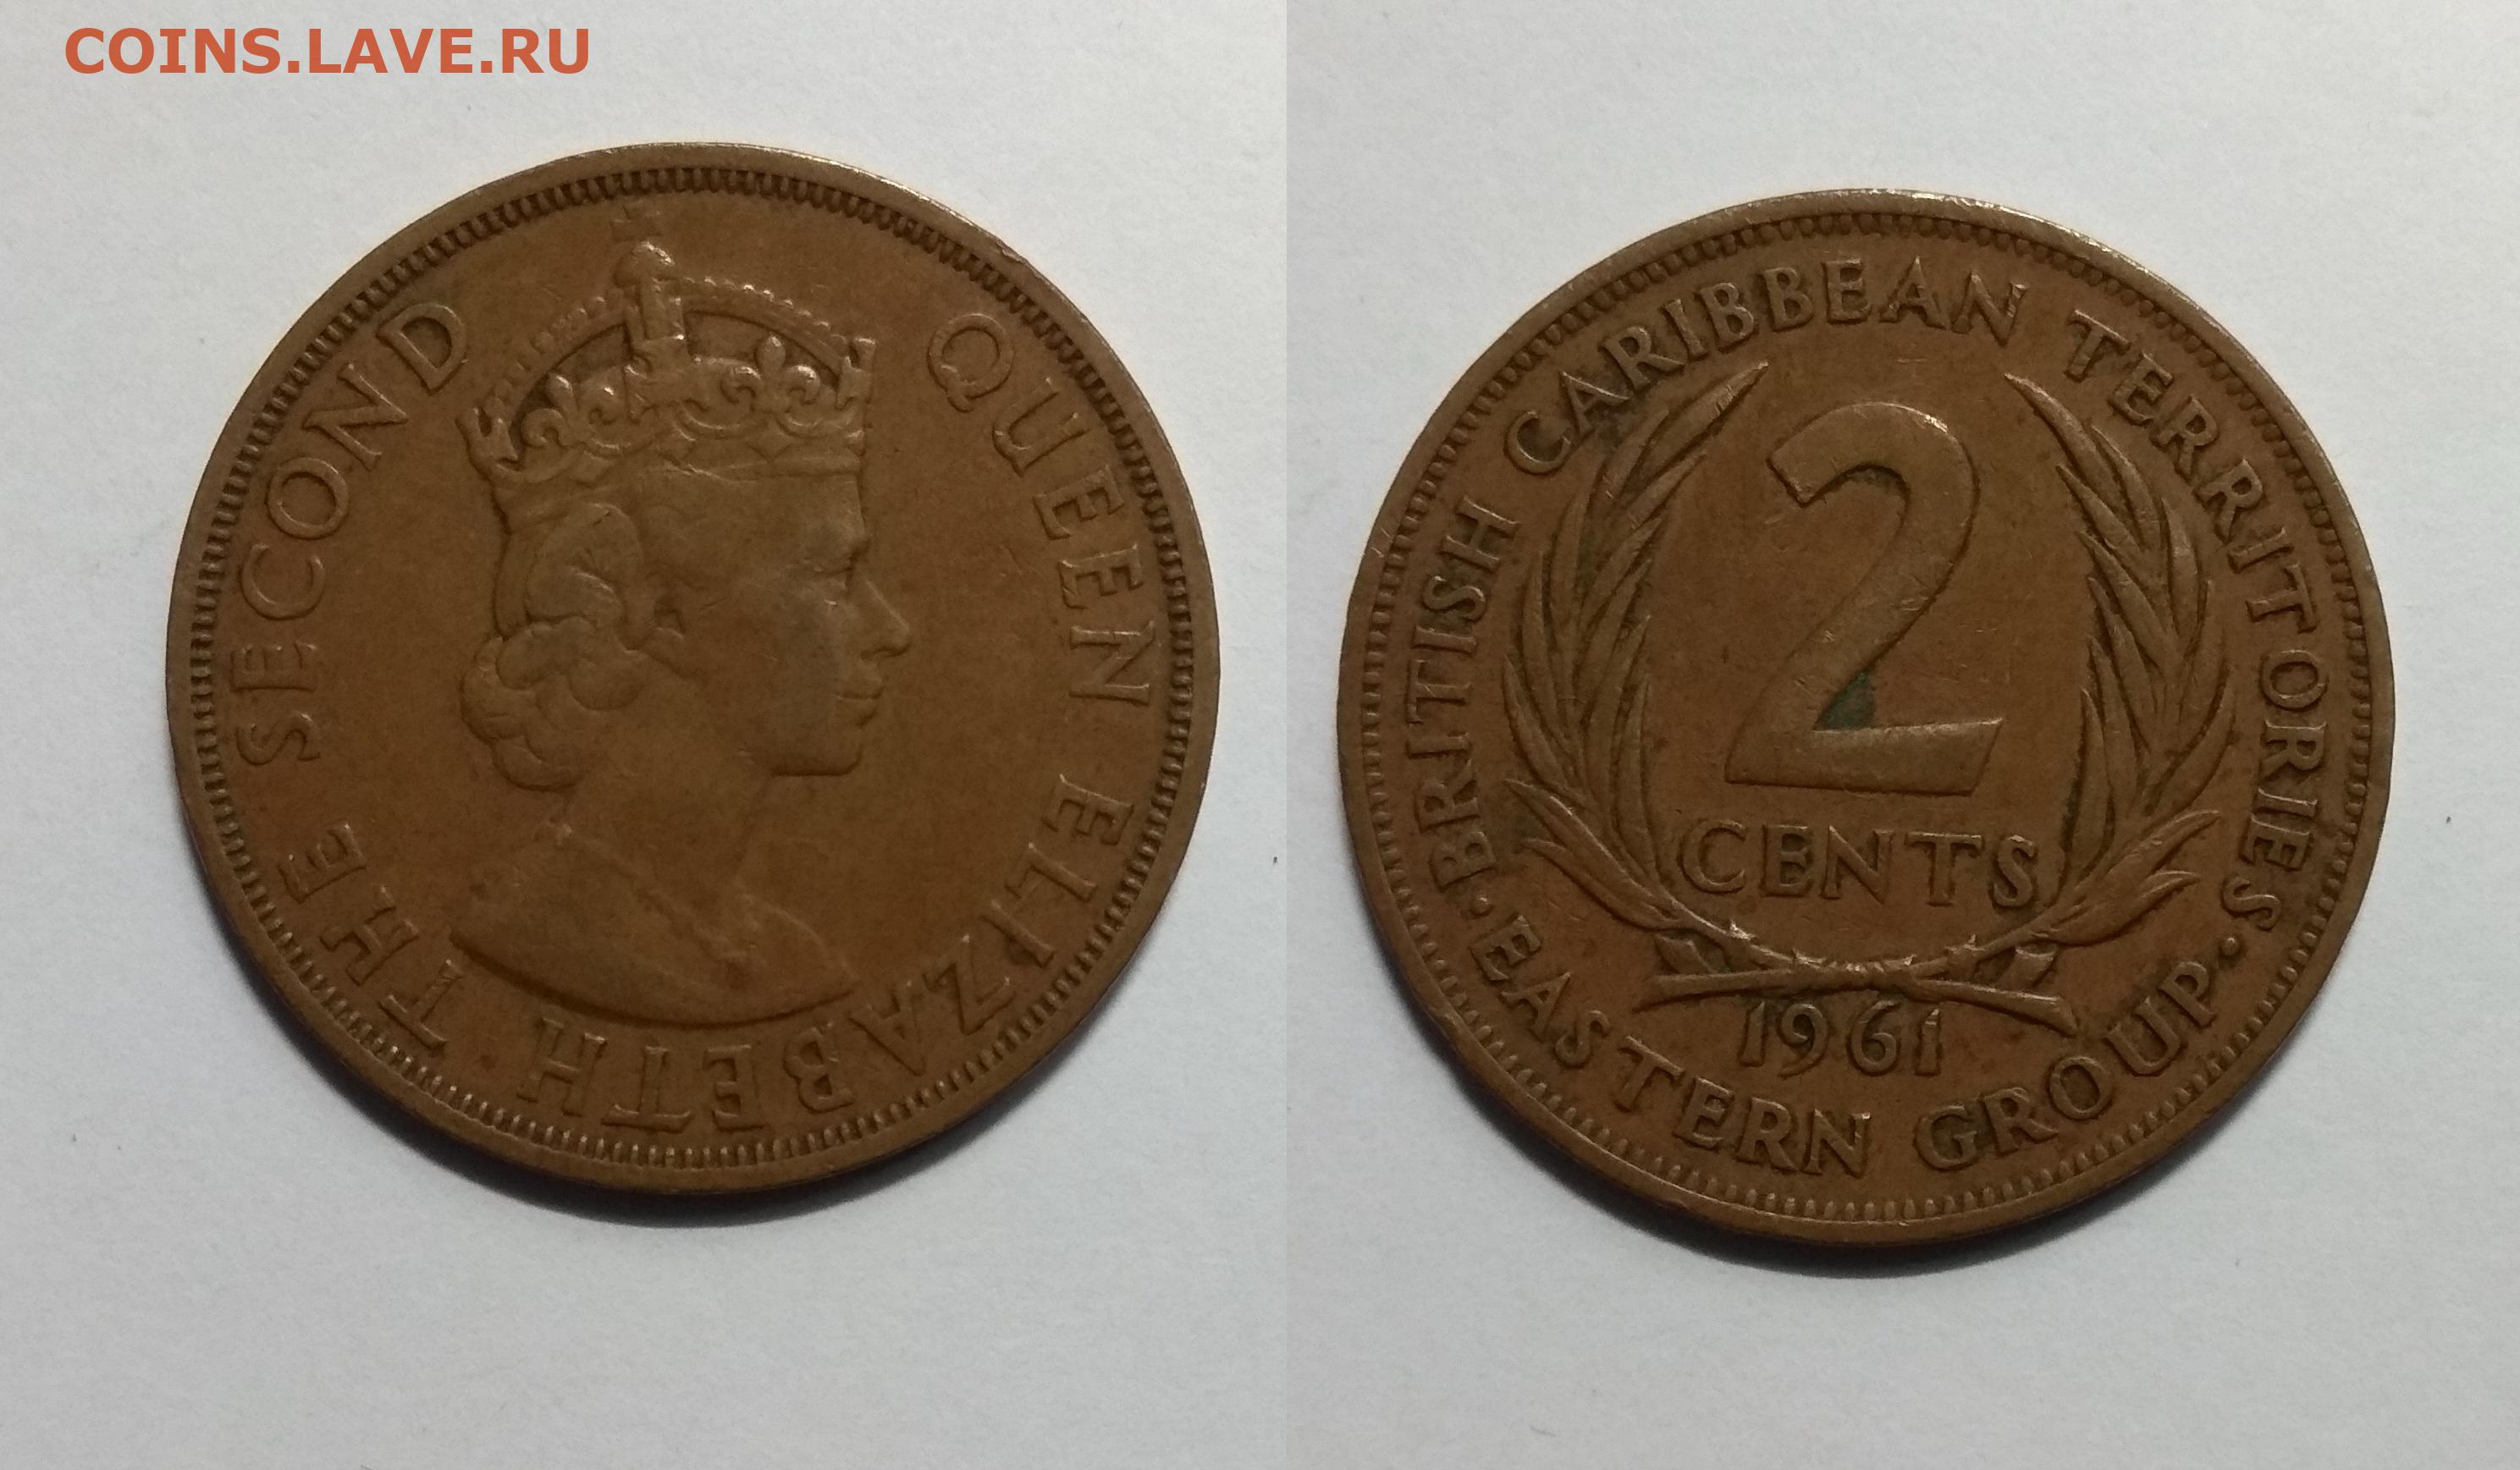 COINS.LAVE.RU
QUEEN ELIZABETH THE SECOND
BRITISH CARIBBEAN TERRITORIES
2
CENTS
1961
· EASTERN GROUP ·